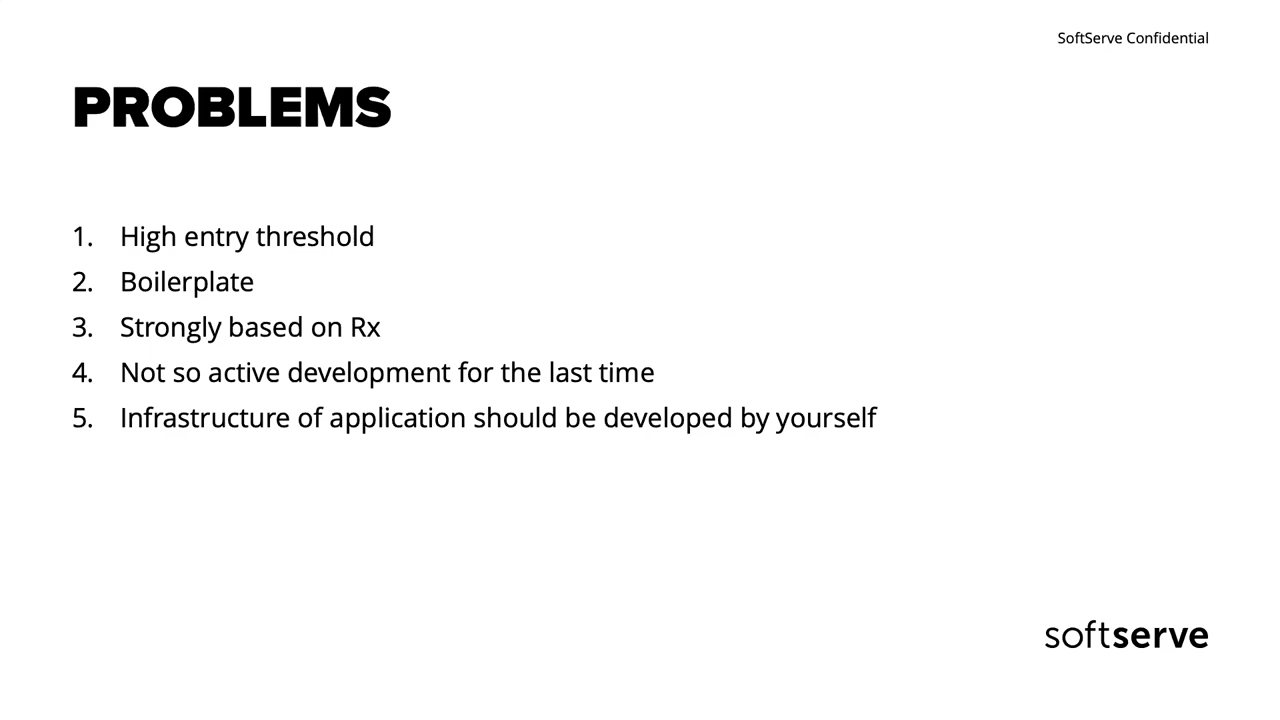 SoftServe Confidential
PROBLEMS
1. High entry threshold
2. Boilerplate
3. Strongly based on Rx
4. Not so active development for the last time
5. Infrastructure of application should be developed by yourself
softserve